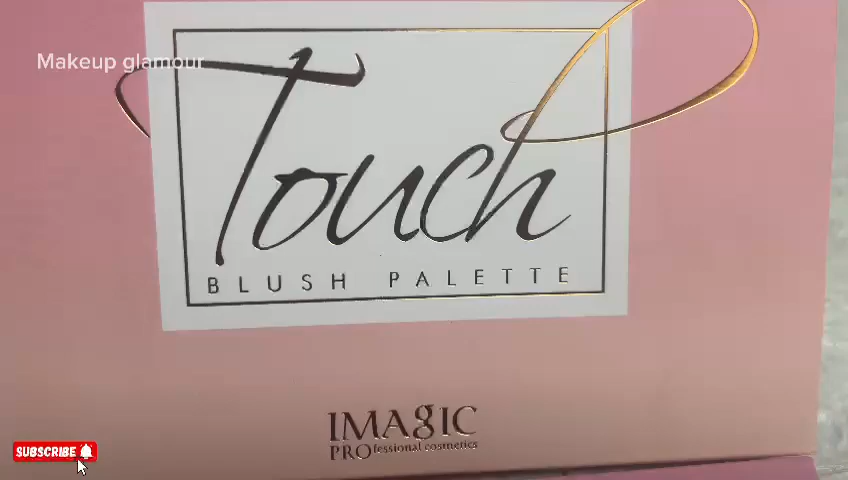 Makeup glamour
Touch
BLUSH PALETTE
IMAGIC
PROfessional cosmetics
SUBSCRIBE